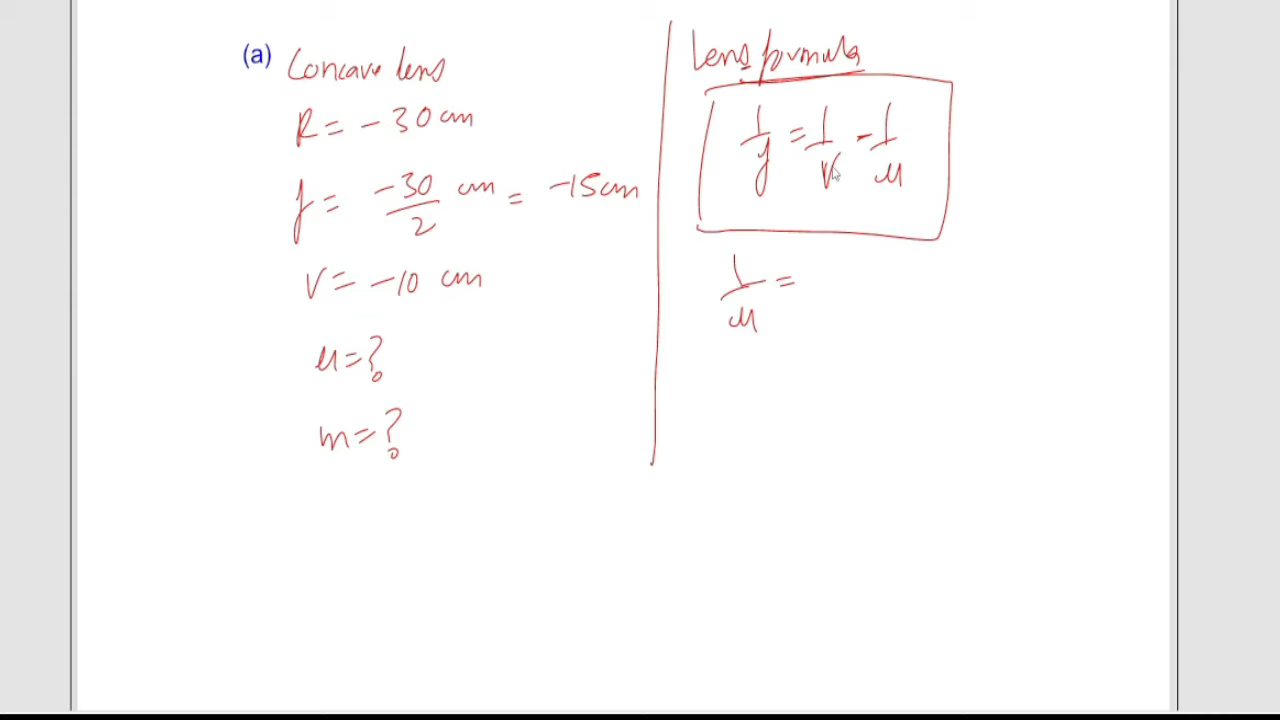 (a) Concave lens
R = -30 cm
f = -30/2 cm = -15cm
V = -10 cm
u = ?
m = ?
Lens formula
1/f = 1/V - 1/u
1/u =